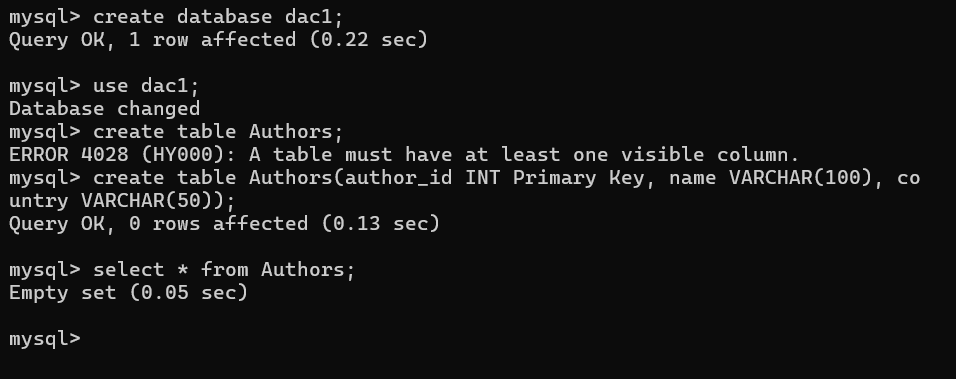 mysql> create database dac1;
Query OK, 1 row affected (0.22 sec)

mysql> use dac1;
Database changed
mysql> create table Authors;
ERROR 4028 (HY000): A table must have at least one visible column.
mysql> create table Authors(author_id INT Primary Key, name VARCHAR(100), co
untry VARCHAR(50));
Query OK, 0 rows affected (0.13 sec)

mysql> select * from Authors;
Empty set (0.05 sec)

mysql>